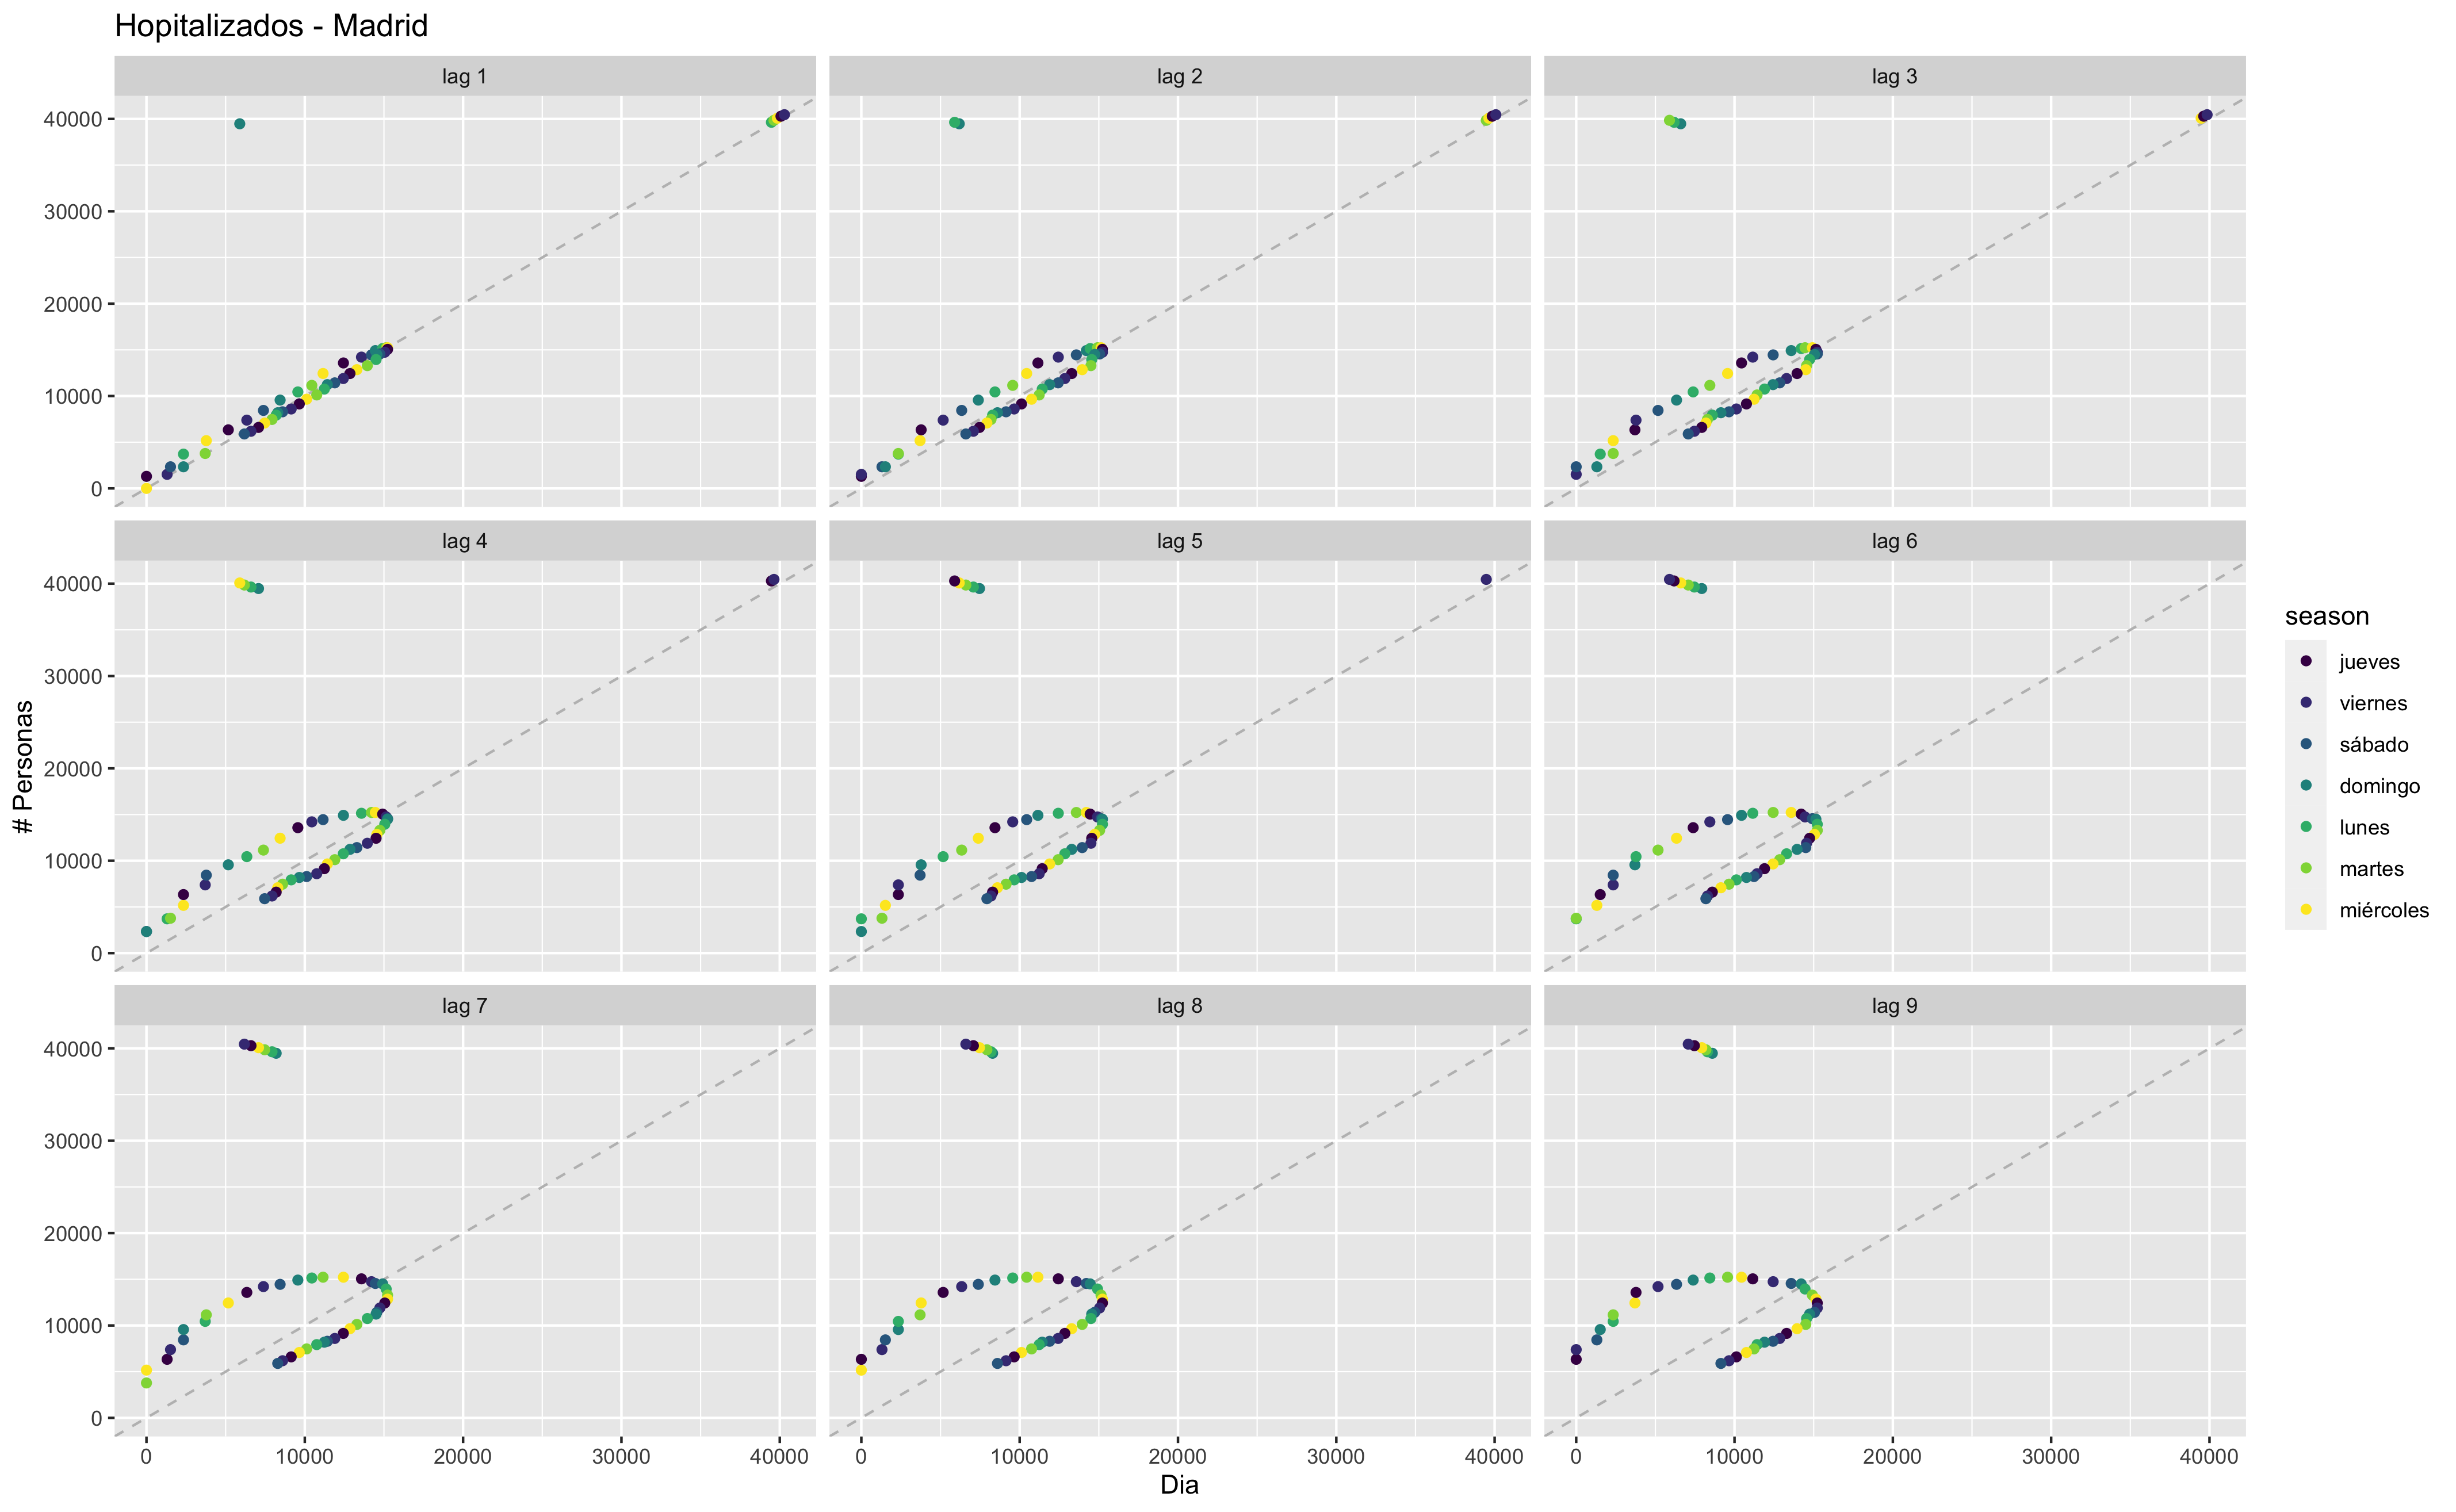 Hopitalizados - Madrid
lag 1
lag 2
lag 3
40000
30000
20000
10000
0
lag 4
lag 5
lag 6
40000
30000
20000
10000
0
lag 7
lag 8
lag 9
40000
30000
20000
10000
0
0 10000 20000 30000 40000
0 10000 20000 30000 40000
0 10000 20000 30000 40000
Dia
# Personas
season
jueves
viernes
sábado
domingo
lunes
martes
miércoles